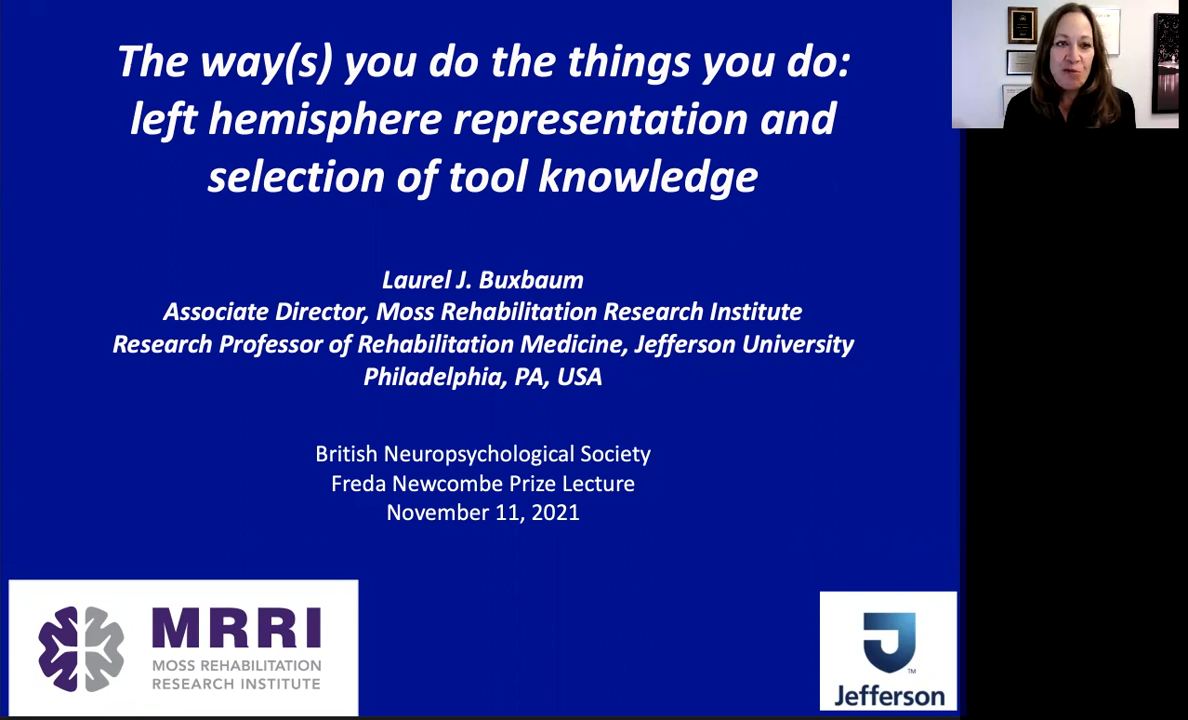 The way(s) you do the things you do:
left hemisphere representation and
selection of tool knowledge
Laurel J. Buxbaum
Associate Director, Moss Rehabilitation Research Institute
Research Professor of Rehabilitation Medicine, Jefferson University
Philadelphia, PA, USA
British Neuropsychological Society
Freda Newcombe Prize Lecture
November 11, 2021
MRRI
MOSS REHABILITATION
RESEARCH INSTITUTE
TM
Jefferson